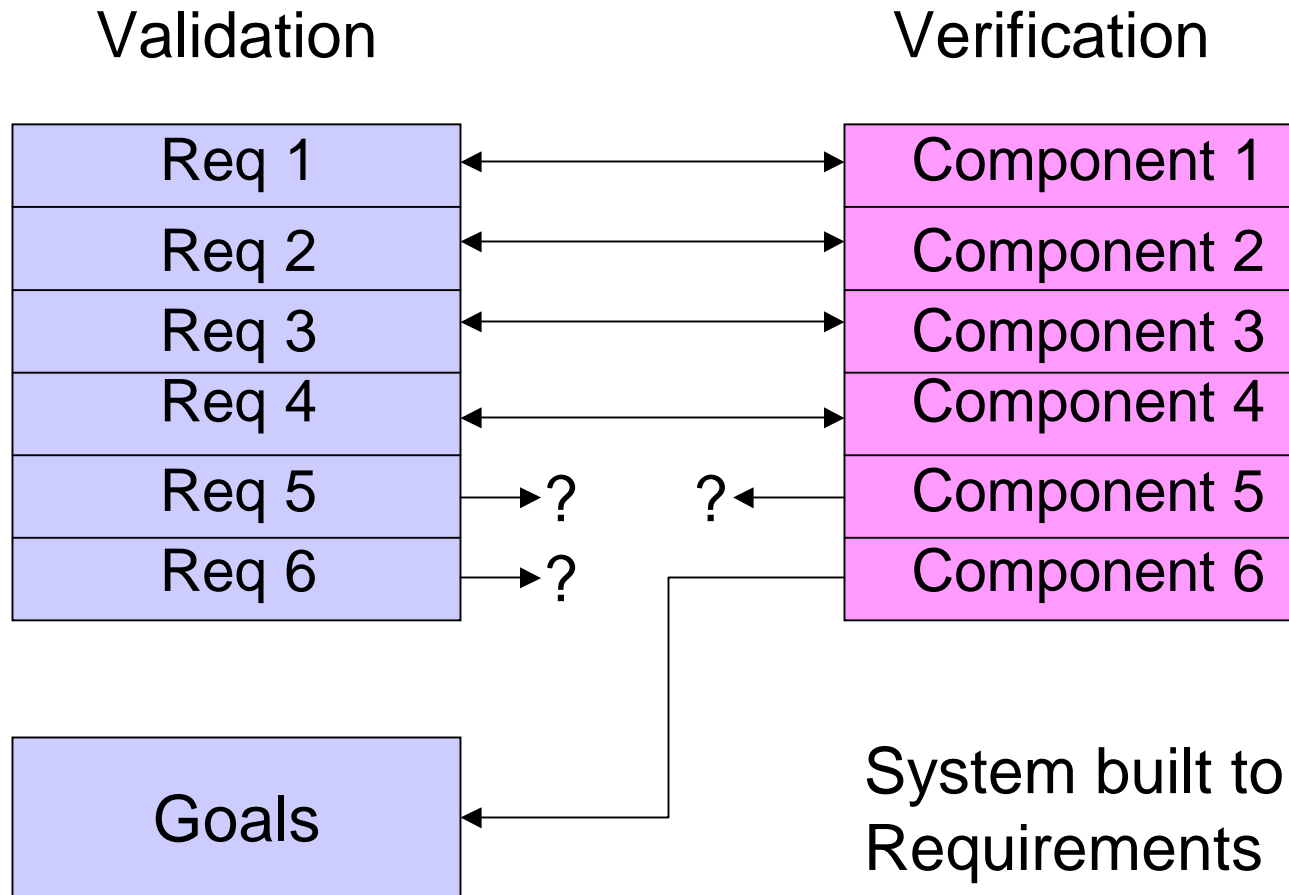 Validation
Verification
Req 1
Component 1
Req 2
Component 2
Req 3
Component 3
Req 4
Component 4
Req 5
?
?
Component 5
Req 6
?
Component 6
Goals
System built to
Requirements